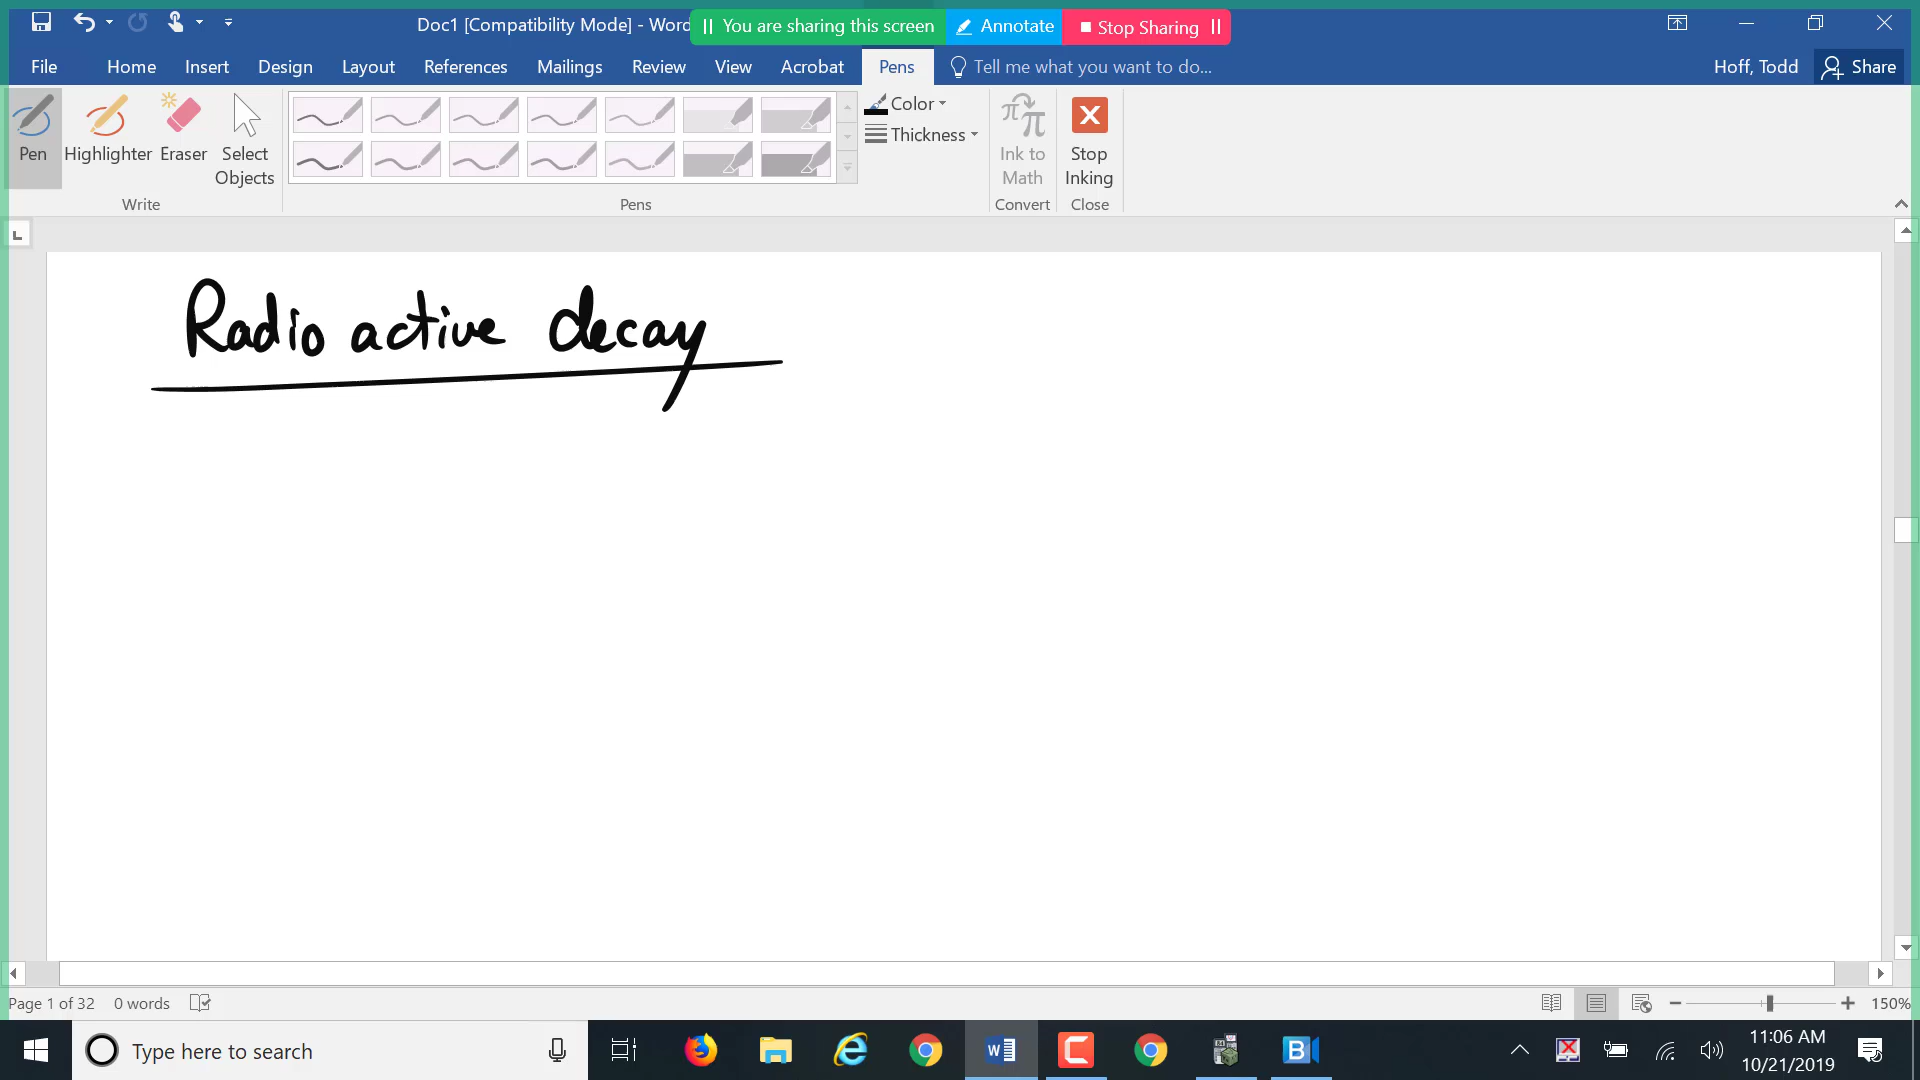 Doc1 [Compatibility Mode] - Word
You are sharing this screen
Annotate
Stop Sharing
File Home Insert Design Layout References Mailings Review View Acrobat Pens Tell me what you want to do... Hoff, Todd Share
Pen Highlighter Eraser Select Objects
Color
Thickness
Ink to Math
Stop Inking
Write Pens Convert Close
Radio active decay
Page 1 of 32 0 words 150%
Type here to search
11:06 AM
10/21/2019